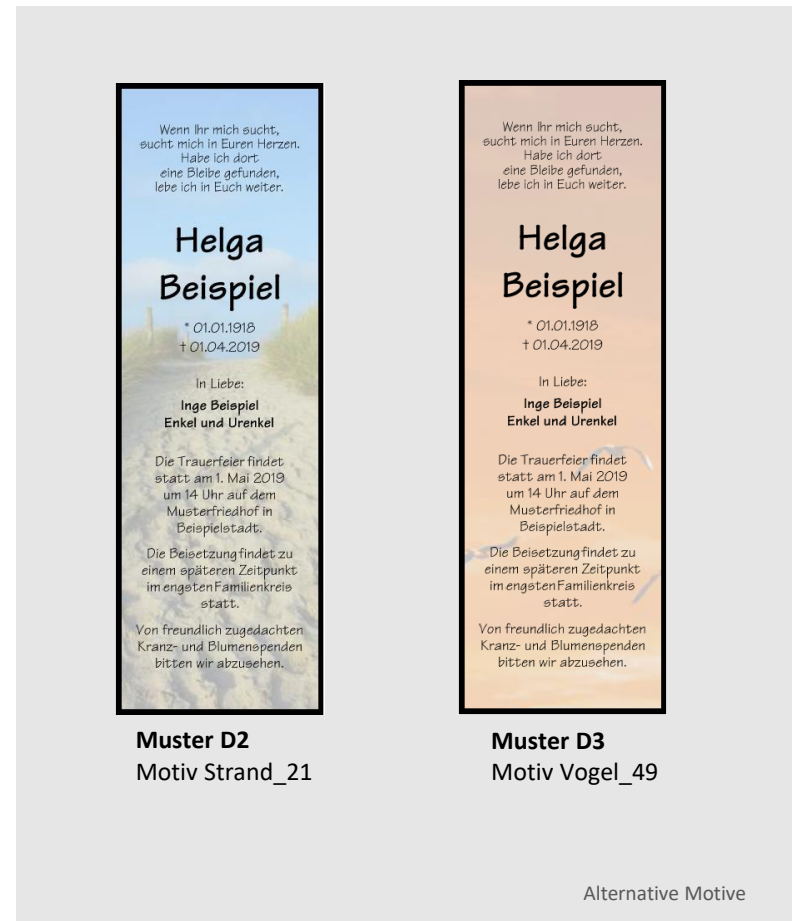 Wenn Ihr mich sucht,
sucht mich in Euren Herzen.
Habe ich dort
eine Bleibe gefunden,
lebe ich in Euch weiter.
Helga
Beispiel
* 01.01.1918
† 01.04.2019
In Liebe:
Inge Beispiel
Enkel und Urenkel
Die Trauerfeier findet
statt am 1. Mai 2019
um 14 Uhr auf dem
Musterfriedhof in
Beispielstadt.
Die Beisetzung findet zu
einem späteren Zeitpunkt
im engsten Familienkreis
statt.
Von freundlich zugedachten
Kranz- und Blumenspenden
bitten wir abzusehen.
Muster D2
Motiv Strand_21
Wenn Ihr mich sucht,
sucht mich in Euren Herzen.
Habe ich dort
eine Bleibe gefunden,
lebe ich in Euch weiter.
Helga
Beispiel
* 01.01.1918
† 01.04.2019
In Liebe:
Inge Beispiel
Enkel und Urenkel
Die Trauerfeier findet
statt am 1. Mai 2019
um 14 Uhr auf dem
Musterfriedhof in
Beispielstadt.
Die Beisetzung findet zu
einem späteren Zeitpunkt
im engsten Familienkreis
statt.
Von freundlich zugedachten
Kranz- und Blumenspenden
bitten wir abzusehen.
Muster D3
Motiv Vogel_49
Alternative Motive